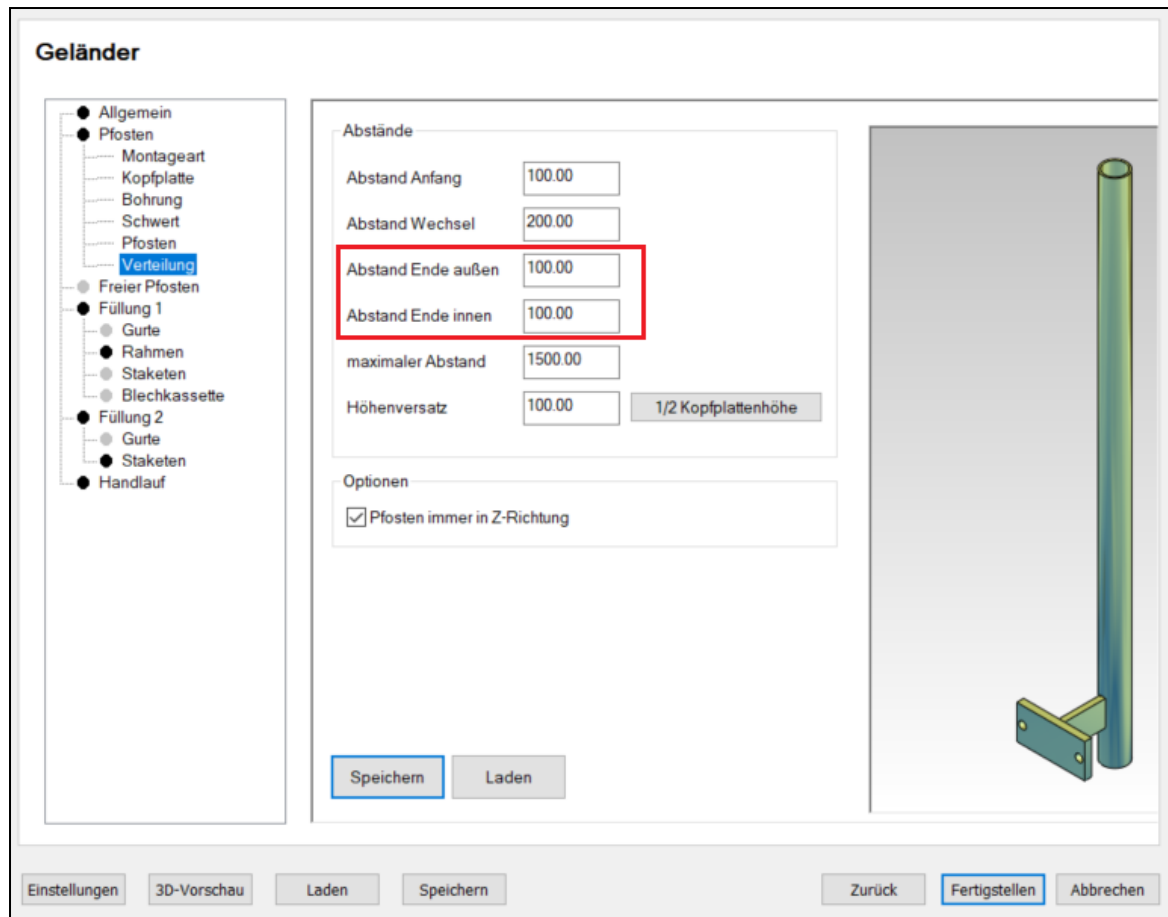 Geländer
Allgemein
Pfosten
Montageart
Kopfplatte
Bohrung
Schwert
Pfosten
Verteilung
Freier Pfosten
Füllung 1
Gurte
Rahmen
Staketen
Blechkassette
Füllung 2
Gurte
Staketen
Handlauf
Abstände
Abstand Anfang 100.00
Abstand Wechsel 200.00
Abstand Ende außen 100.00
Abstand Ende innen 100.00
maximaler Abstand 1500.00
Höhenversatz 100.00 1/2 Kopfplattenhöhe
Optionen
Pfosten immer in Z-Richtung
Speichern Laden
Einstellungen 3D-Vorschau Laden Speichern Zurück Fertigstellen Abbrechen